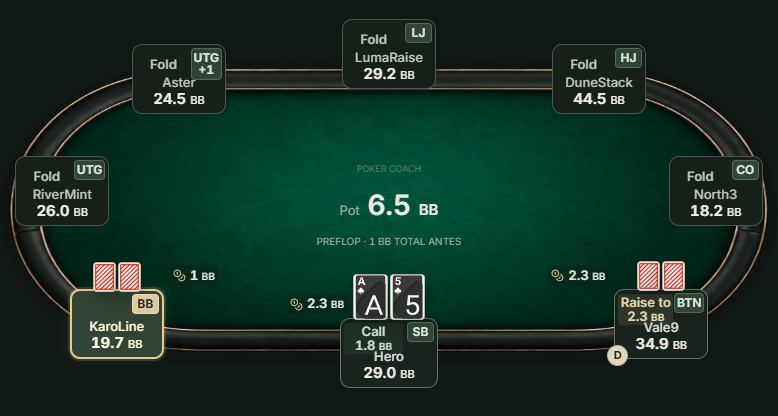 Fold
LJ
LumaRaise
29.2 BB
Fold
UTG
+1
Aster
24.5 BB
Fold
HJ
DuneStack
44.5 BB
Fold
UTG
RiverMint
26.0 BB
POKER COACH
Pot 6.5 BB
PREFLOP · 1 BB TOTAL ANTES
Fold
CO
North3
18.2 BB
1 BB
2.3 BB
2.3 BB
A
A
5
5
BB
KaroLine
19.7 BB
Call
1.8 BB
SB
Hero
29.0 BB
Raise to
2.3 BB
BTN
Vale9
34.9 BB
D